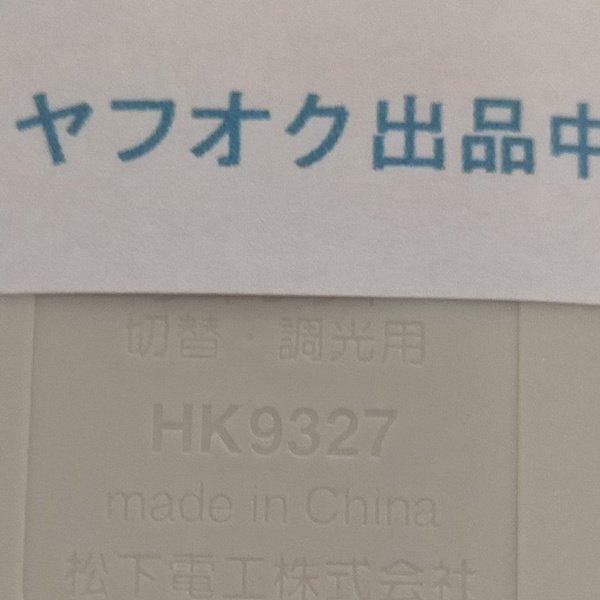 ヤフオク出品中
切替・調光用
HK9327
made in China
松下電工株式会社